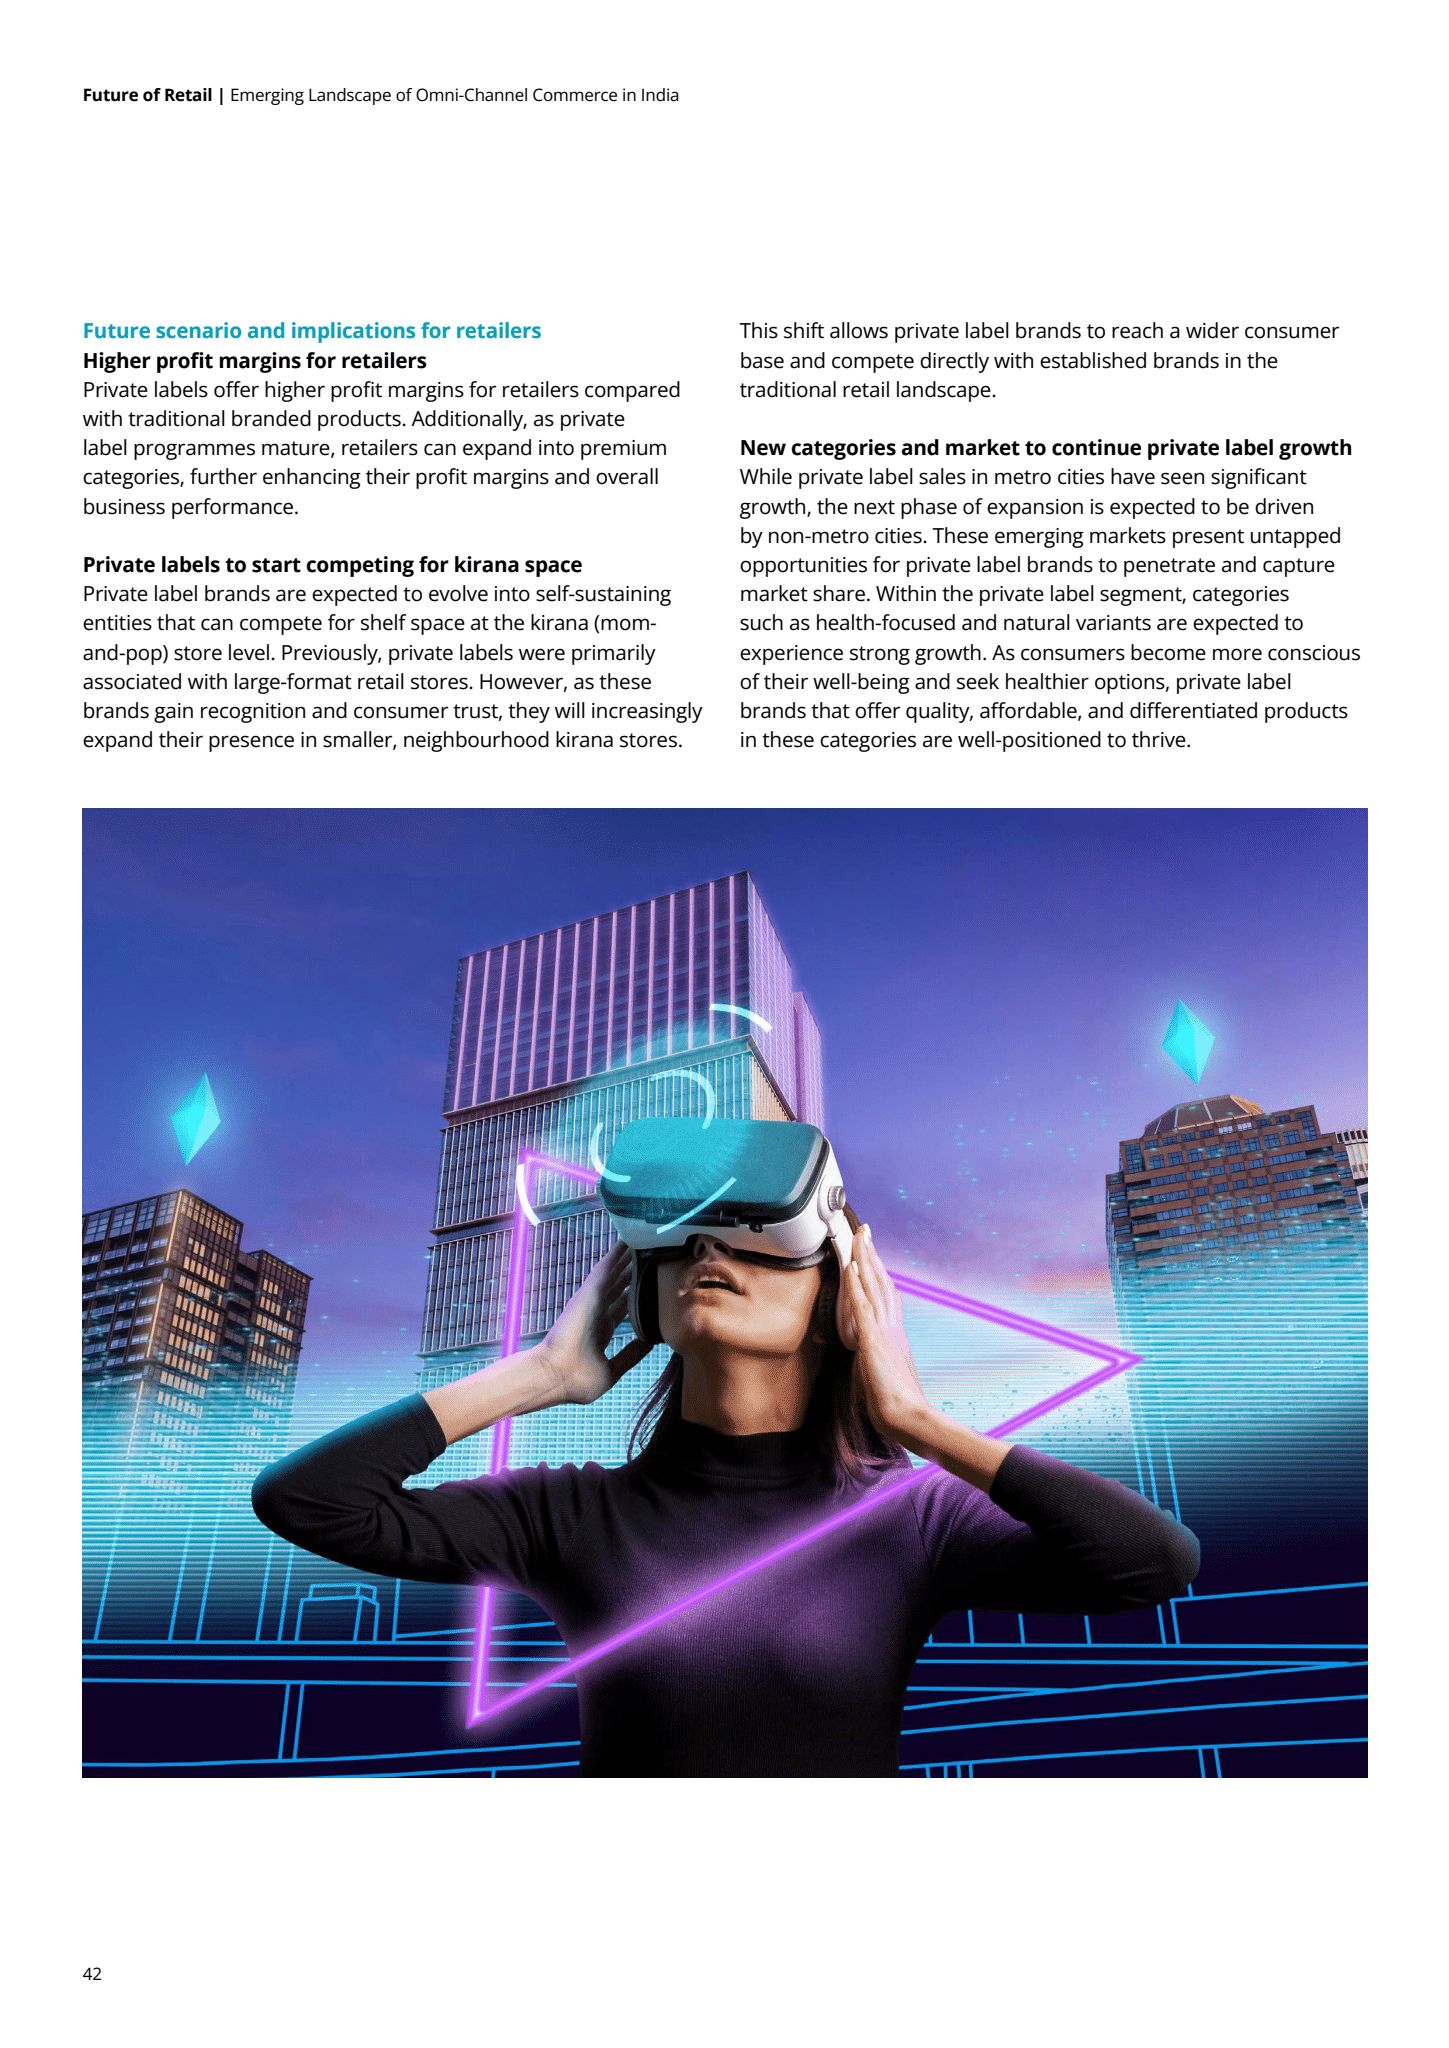 Future of Retail | Emerging Landscape of Omni-Channel Commerce in India
Future scenario and implications for retailers
Higher profit margins for retailers
Private labels offer higher profit margins for retailers compared
with traditional branded products. Additionally, as private
label programmes mature, retailers can expand into premium
categories, further enhancing their profit margins and overall
business performance.
Private labels to start competing for kirana space
Private label brands are expected to evolve into self-sustaining
entities that can compete for shelf space at the kirana (mom-
and-pop) store level. Previously, private labels were primarily
associated with large-format retail stores. However, as these
brands gain recognition and consumer trust, they will increasingly
expand their presence in smaller, neighbourhood kirana stores.
This shift allows private label brands to reach a wider consumer
base and compete directly with established brands in the
traditional retail landscape.
New categories and market to continue private label growth
While private label sales in metro cities have seen significant
growth, the next phase of expansion is expected to be driven
by non-metro cities. These emerging markets present untapped
opportunities for private label brands to penetrate and capture
market share. Within the private label segment, categories
such as health-focused and natural variants are expected to
experience strong growth. As consumers become more conscious
of their well-being and seek healthier options, private label
brands that offer quality, affordable, and differentiated products
in these categories are well-positioned to thrive.
42